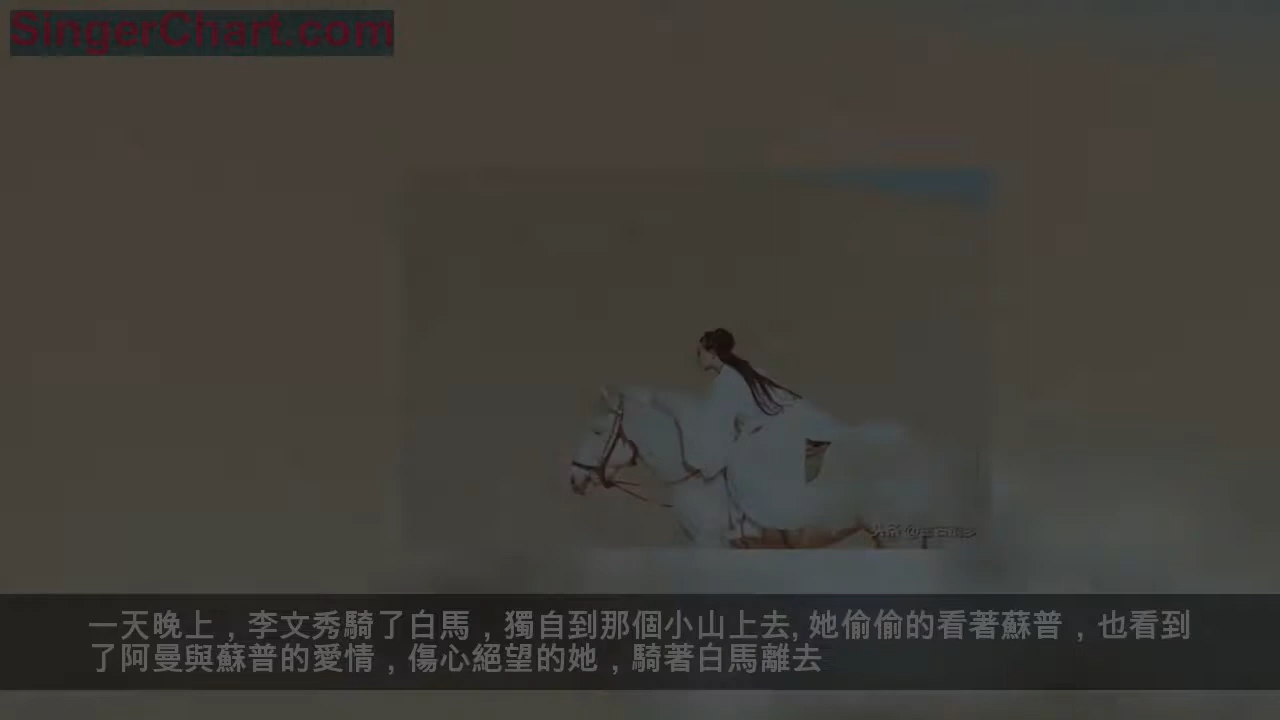 SingerChart.com
一天晚上，李文秀騎了白馬，獨自到那個小山上去, 她偷偷的看著蘇普，也看到
了阿曼與蘇普的愛情，傷心絕望的她，騎著白馬離去